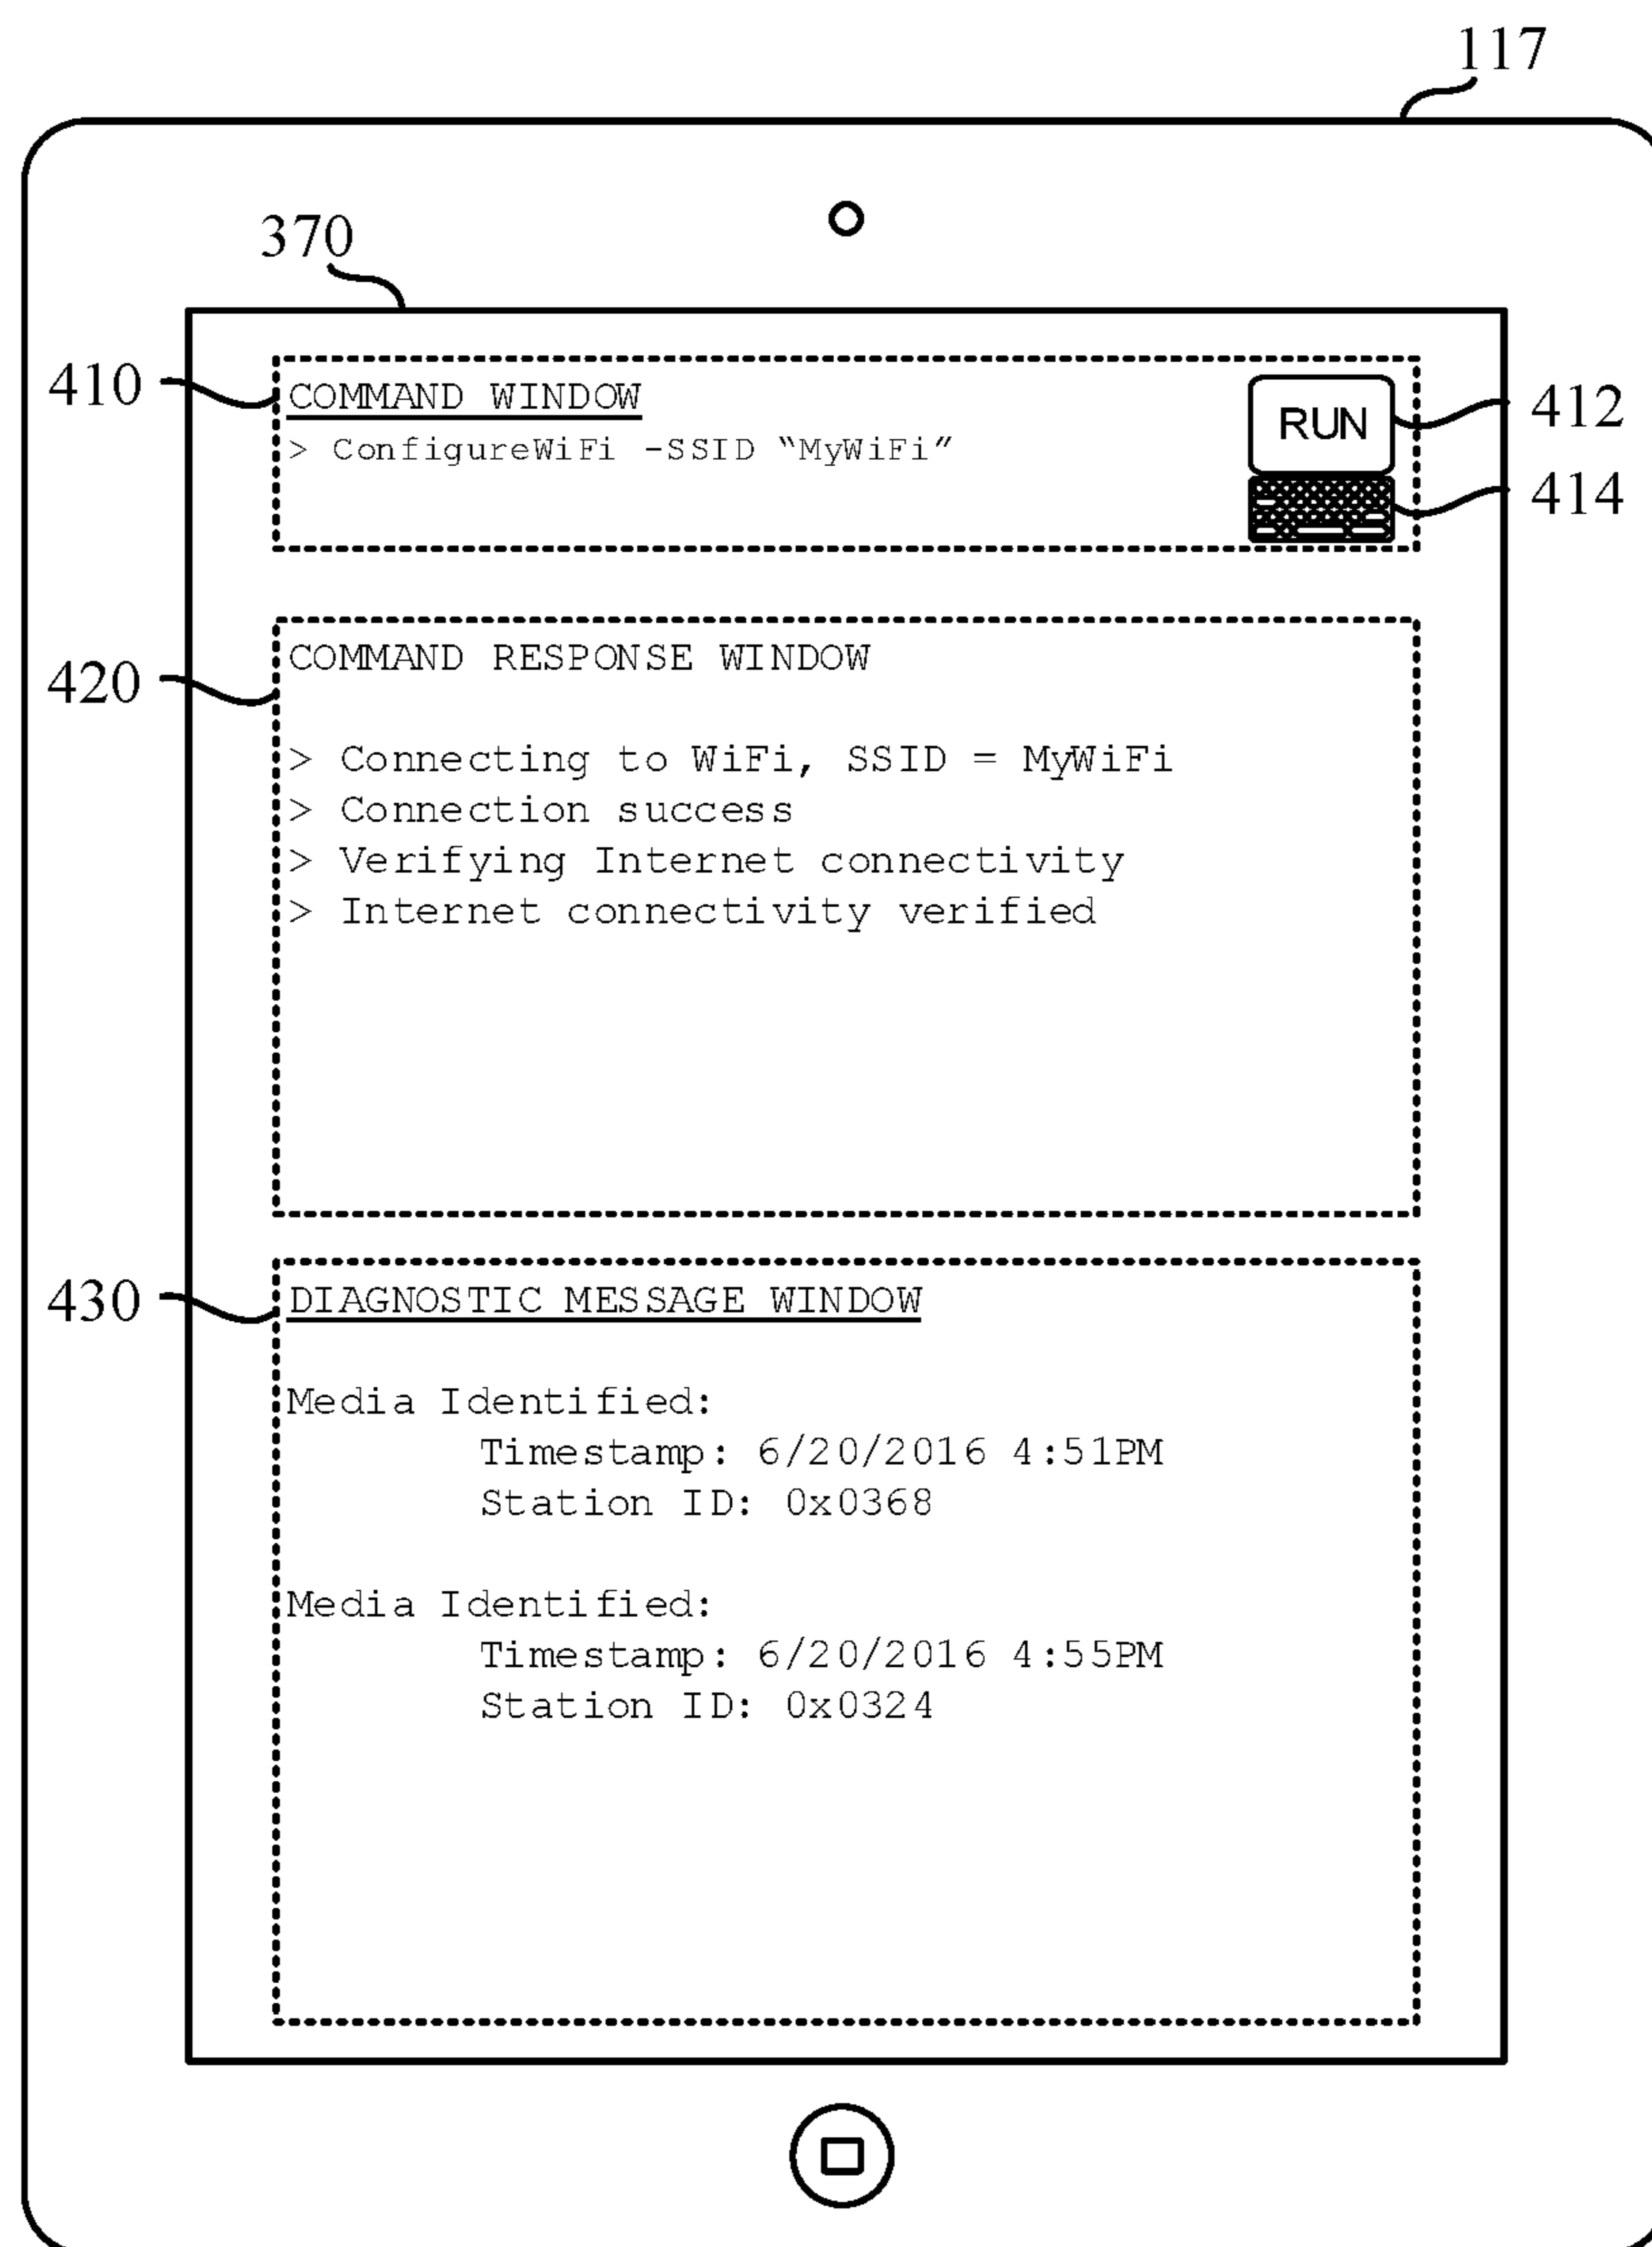 117
370
410
COMMAND WINDOW
> ConfigureWiFi -SSID “MyWiFi”
RUN
412
414
420
COMMAND RESPONSE WINDOW
> Connecting to WiFi, SSID = MyWiFi
> Connection success
> Verifying Internet connectivity
> Internet connectivity verified
430
DIAGNOSTIC MESSAGE WINDOW
Media Identified:
Timestamp: 6/20/2016 4:51PM
Station ID: 0x0368
Media Identified:
Timestamp: 6/20/2016 4:55PM
Station ID: 0x0324